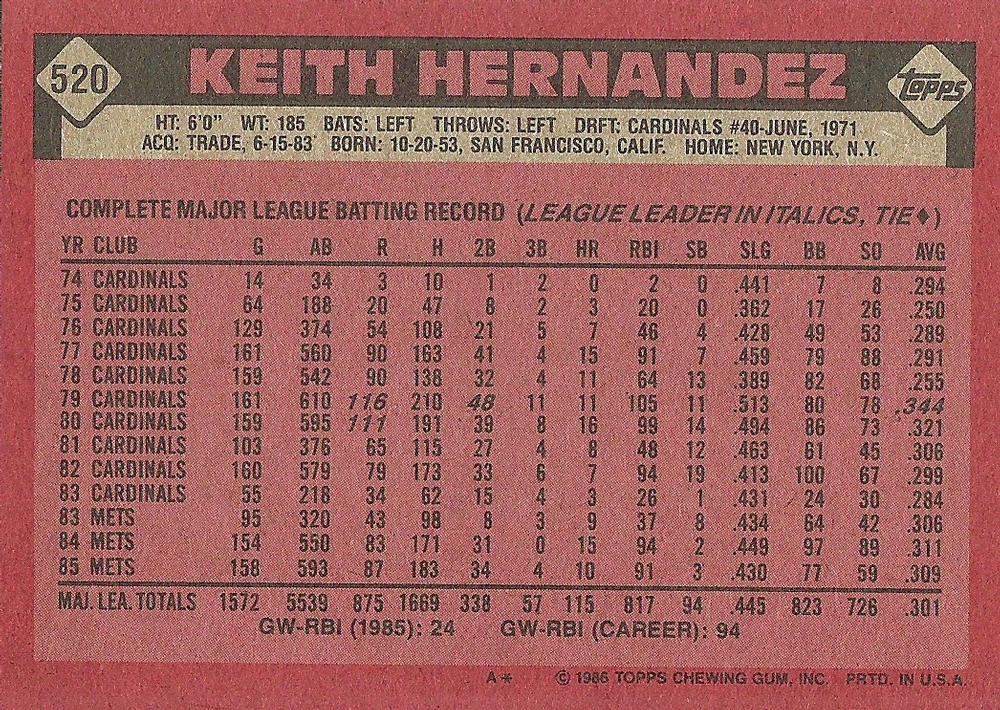 520 KEITH HERNANDEZ topps
HT: 6'0" WT: 185 BATS: LEFT THROWS: LEFT DRFT: CARDINALS #40-JUNE, 1971
ACQ: TRADE, 6-15-83 BORN: 10-20-53, SAN FRANCISCO, CALIF. HOME: NEW YORK, N.Y.
COMPLETE MAJOR LEAGUE BATTING RECORD (LEAGUE LEADER IN ITALICS, TIE♦)
YR CLUB G AB R H 2B 3B HR RBI SB SLG BB SO AVG
74 CARDINALS 14 34 3 10 1 2 0 2 0 .441 7 8 .294
75 CARDINALS 64 188 20 47 8 2 3 20 0 .362 17 26 .250
76 CARDINALS 129 374 54 108 21 5 7 46 4 .428 49 53 .289
77 CARDINALS 161 560 90 163 41 4 15 91 7 .459 79 88 .291
78 CARDINALS 159 542 90 138 32 4 11 64 13 .389 82 68 .255
79 CARDINALS 161 610 116 210 48 11 11 105 11 .513 80 78 .344
80 CARDINALS 159 595 111 191 39 8 16 99 14 .494 86 73 .321
81 CARDINALS 103 376 65 115 27 4 8 48 12 .463 61 45 .306
82 CARDINALS 160 579 79 173 33 6 7 94 19 .413 100 67 .299
83 CARDINALS 55 218 34 62 15 4 3 26 1 .431 24 30 .284
83 METS 95 320 43 98 8 3 9 37 8 .434 64 42 .306
84 METS 154 550 83 171 31 0 15 94 2 .449 97 89 .311
85 METS 158 593 87 183 34 4 10 91 3 .430 77 59 .309
MAJ. LEA. TOTALS 1572 5539 875 1669 338 57 115 817 94 .445 823 726 .301
GW-RBI (1985): 24 GW-RBI (CAREER): 94
A* © 1986 TOPPS CHEWING GUM, INC. PRTD. IN U.S.A.